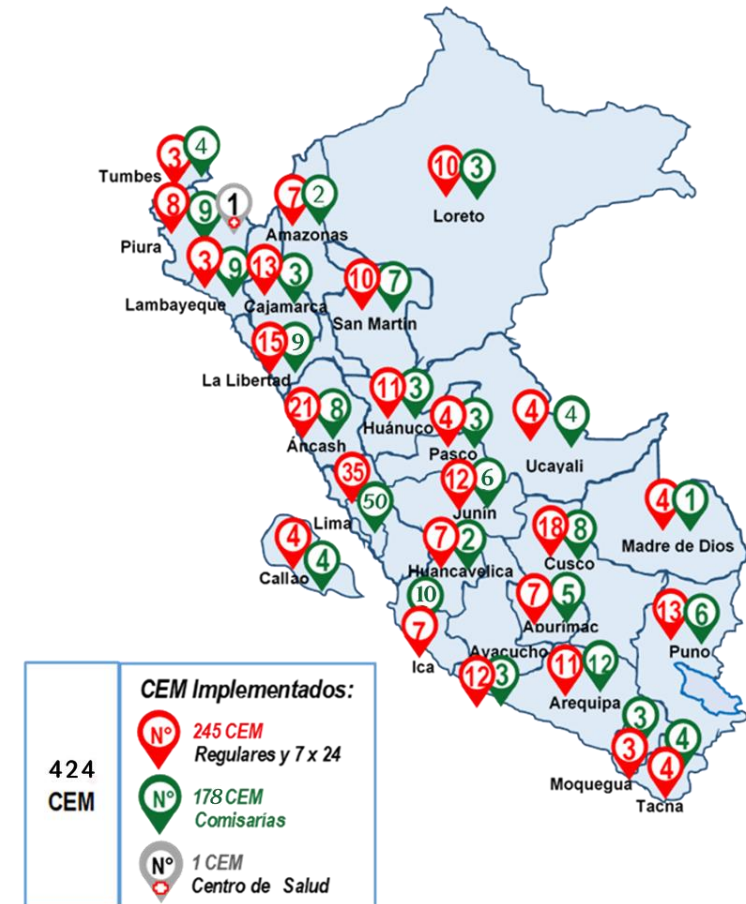 3
4
Tumbes
8
9
1
Piura
7
2
Amazonas
10
3
Loreto
3
9
Lambayeque
13
3
Cajamarca
10
7
San Martín
15
9
La Libertad
21
8
Áncash
11
3
Huánuco
4
3
Pasco
4
4
Ucayali
35
50
Lima
12
6
Junín
4
1
Madre de Dios
4
4
Callao
7
2
Huancavelica
18
8
Cusco
10
7
Ica
7
5
Apurímac
13
6
Puno
Ayacucho
12
3
11
12
Arequipa
3
3
Moquegua
4
4
Tacna
424
CEM
CEM Implementados:
N°
245 CEM
Regulares y 7 x 24
N°
178 CEM
Comisarías
N°
1 CEM
Centro de Salud